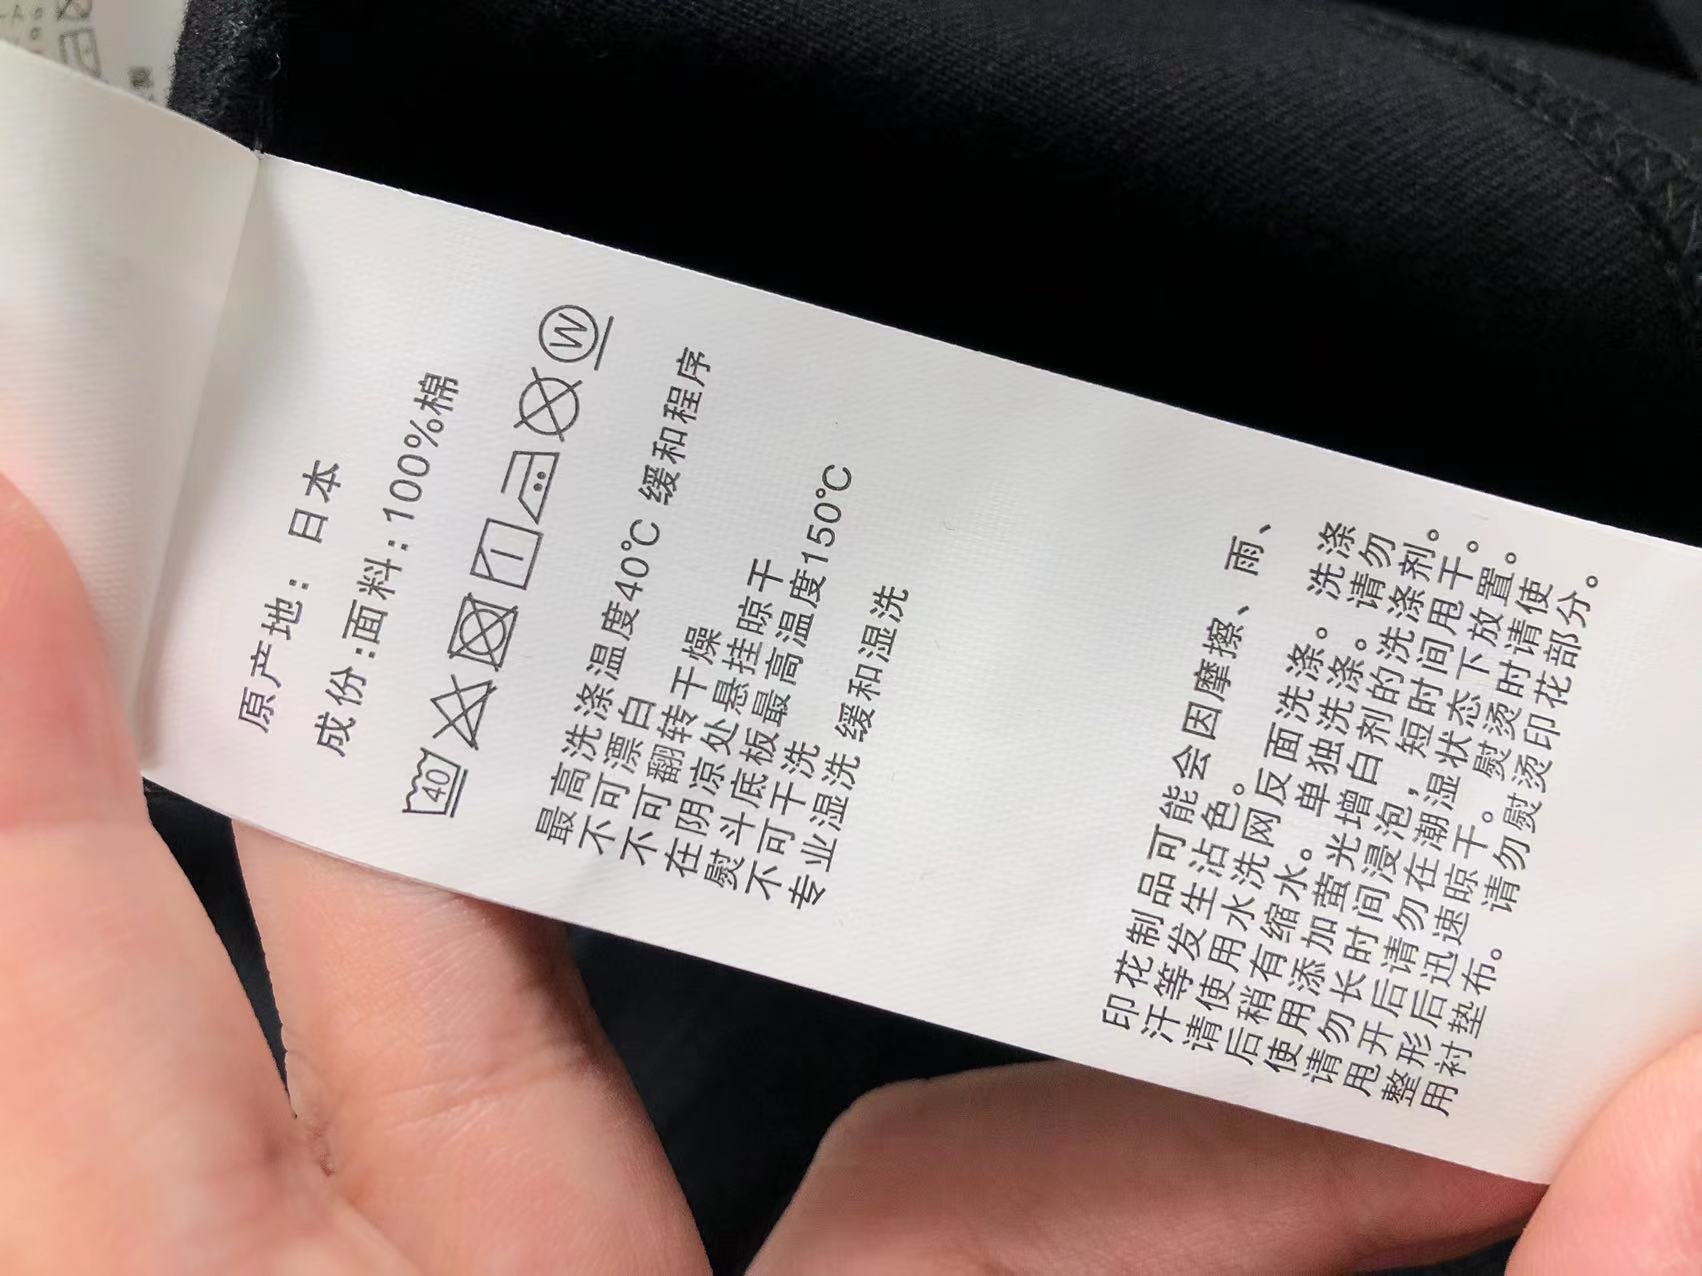 原产地：日本
成份:面料:100%棉
40 W
最高洗涤温度40℃ 缓和程序
不可漂白
不可翻转干燥
在阴凉处悬挂晾干
熨斗底板最高温度150℃
不可干洗
专业湿洗 缓和湿洗
印花制品可能会因摩擦、雨、
汗等发生沾色。
请使用水洗网反面洗涤。洗涤
后稍有缩水。单独洗涤。请勿
使用添加萤光增白剂的洗涤剂。
请勿长时间浸泡，短时间甩干。
甩开后请勿在潮湿状态下放置。
整形后迅速晾干。熨烫时请使
用衬垫布。请勿熨烫印花部分。